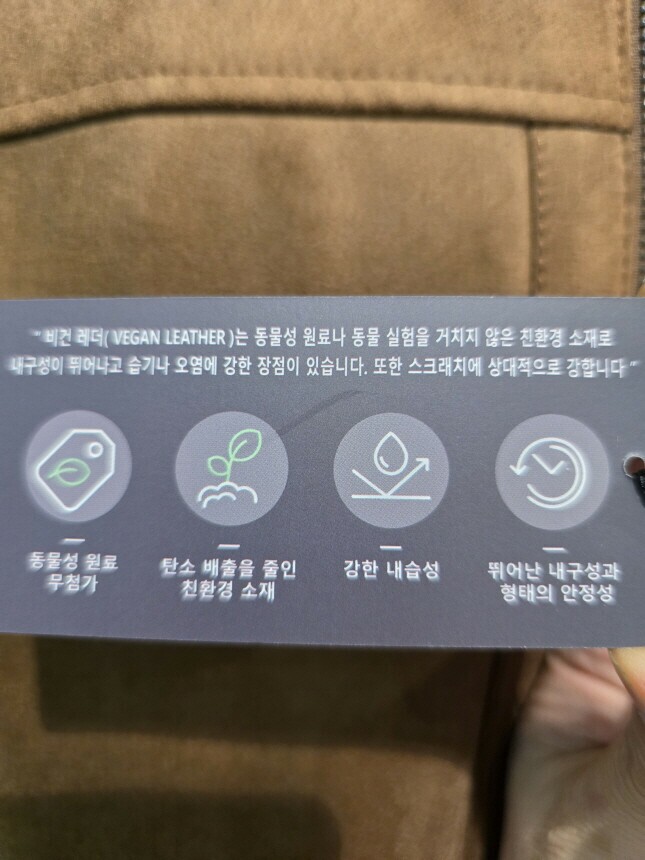 " 비건 레더( VEGAN LEATHER )는 동물성 원료나 동물 실험을 거치지 않은 친환경 소재로
내구성이 뛰어나고 습기나 오염에 강한 장점이 있습니다. 또한 스크래치에 상대적으로 강합니다 "
동물성 원료
무첨가
탄소 배출을 줄인
친환경 소재
강한 내습성
뛰어난 내구성과
형태의 안정성